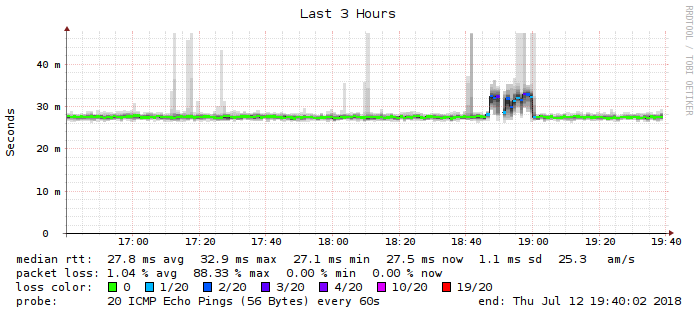 Last 3 Hours
RRDTOOL / TOBI OETIKER
Seconds
40 m
30 m
20 m
10 m
0
17:00 17:20 17:40 18:00 18:20 18:40 19:00 19:20 19:40
median rtt: 27.8 ms avg 32.9 ms max 27.1 ms min 27.5 ms now 1.1 ms sd 25.3 am/s
packet loss: 1.04 % avg 88.33 % max 0.00 % min 0.00 % now
loss color: 0 1/20 2/20 3/20 4/20 10/20 19/20
probe: 20 ICMP Echo Pings (56 Bytes) every 60s end: Thu Jul 12 19:40:02 2018